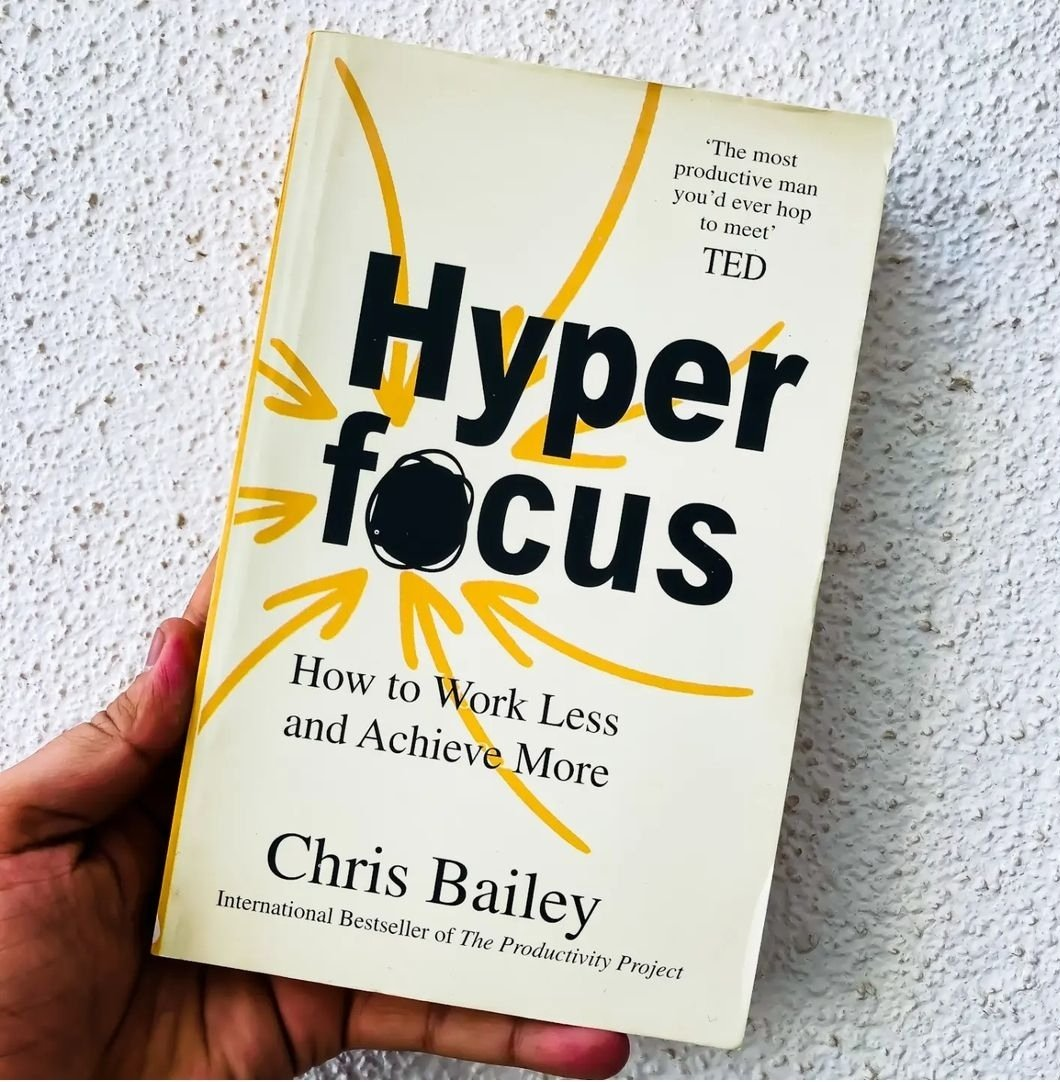 ‘The most
productive man
you’d ever hop
to meet’
TED
Hyper
focus
How to Work Less
and Achieve More
Chris Bailey
International Bestseller of The Productivity Project